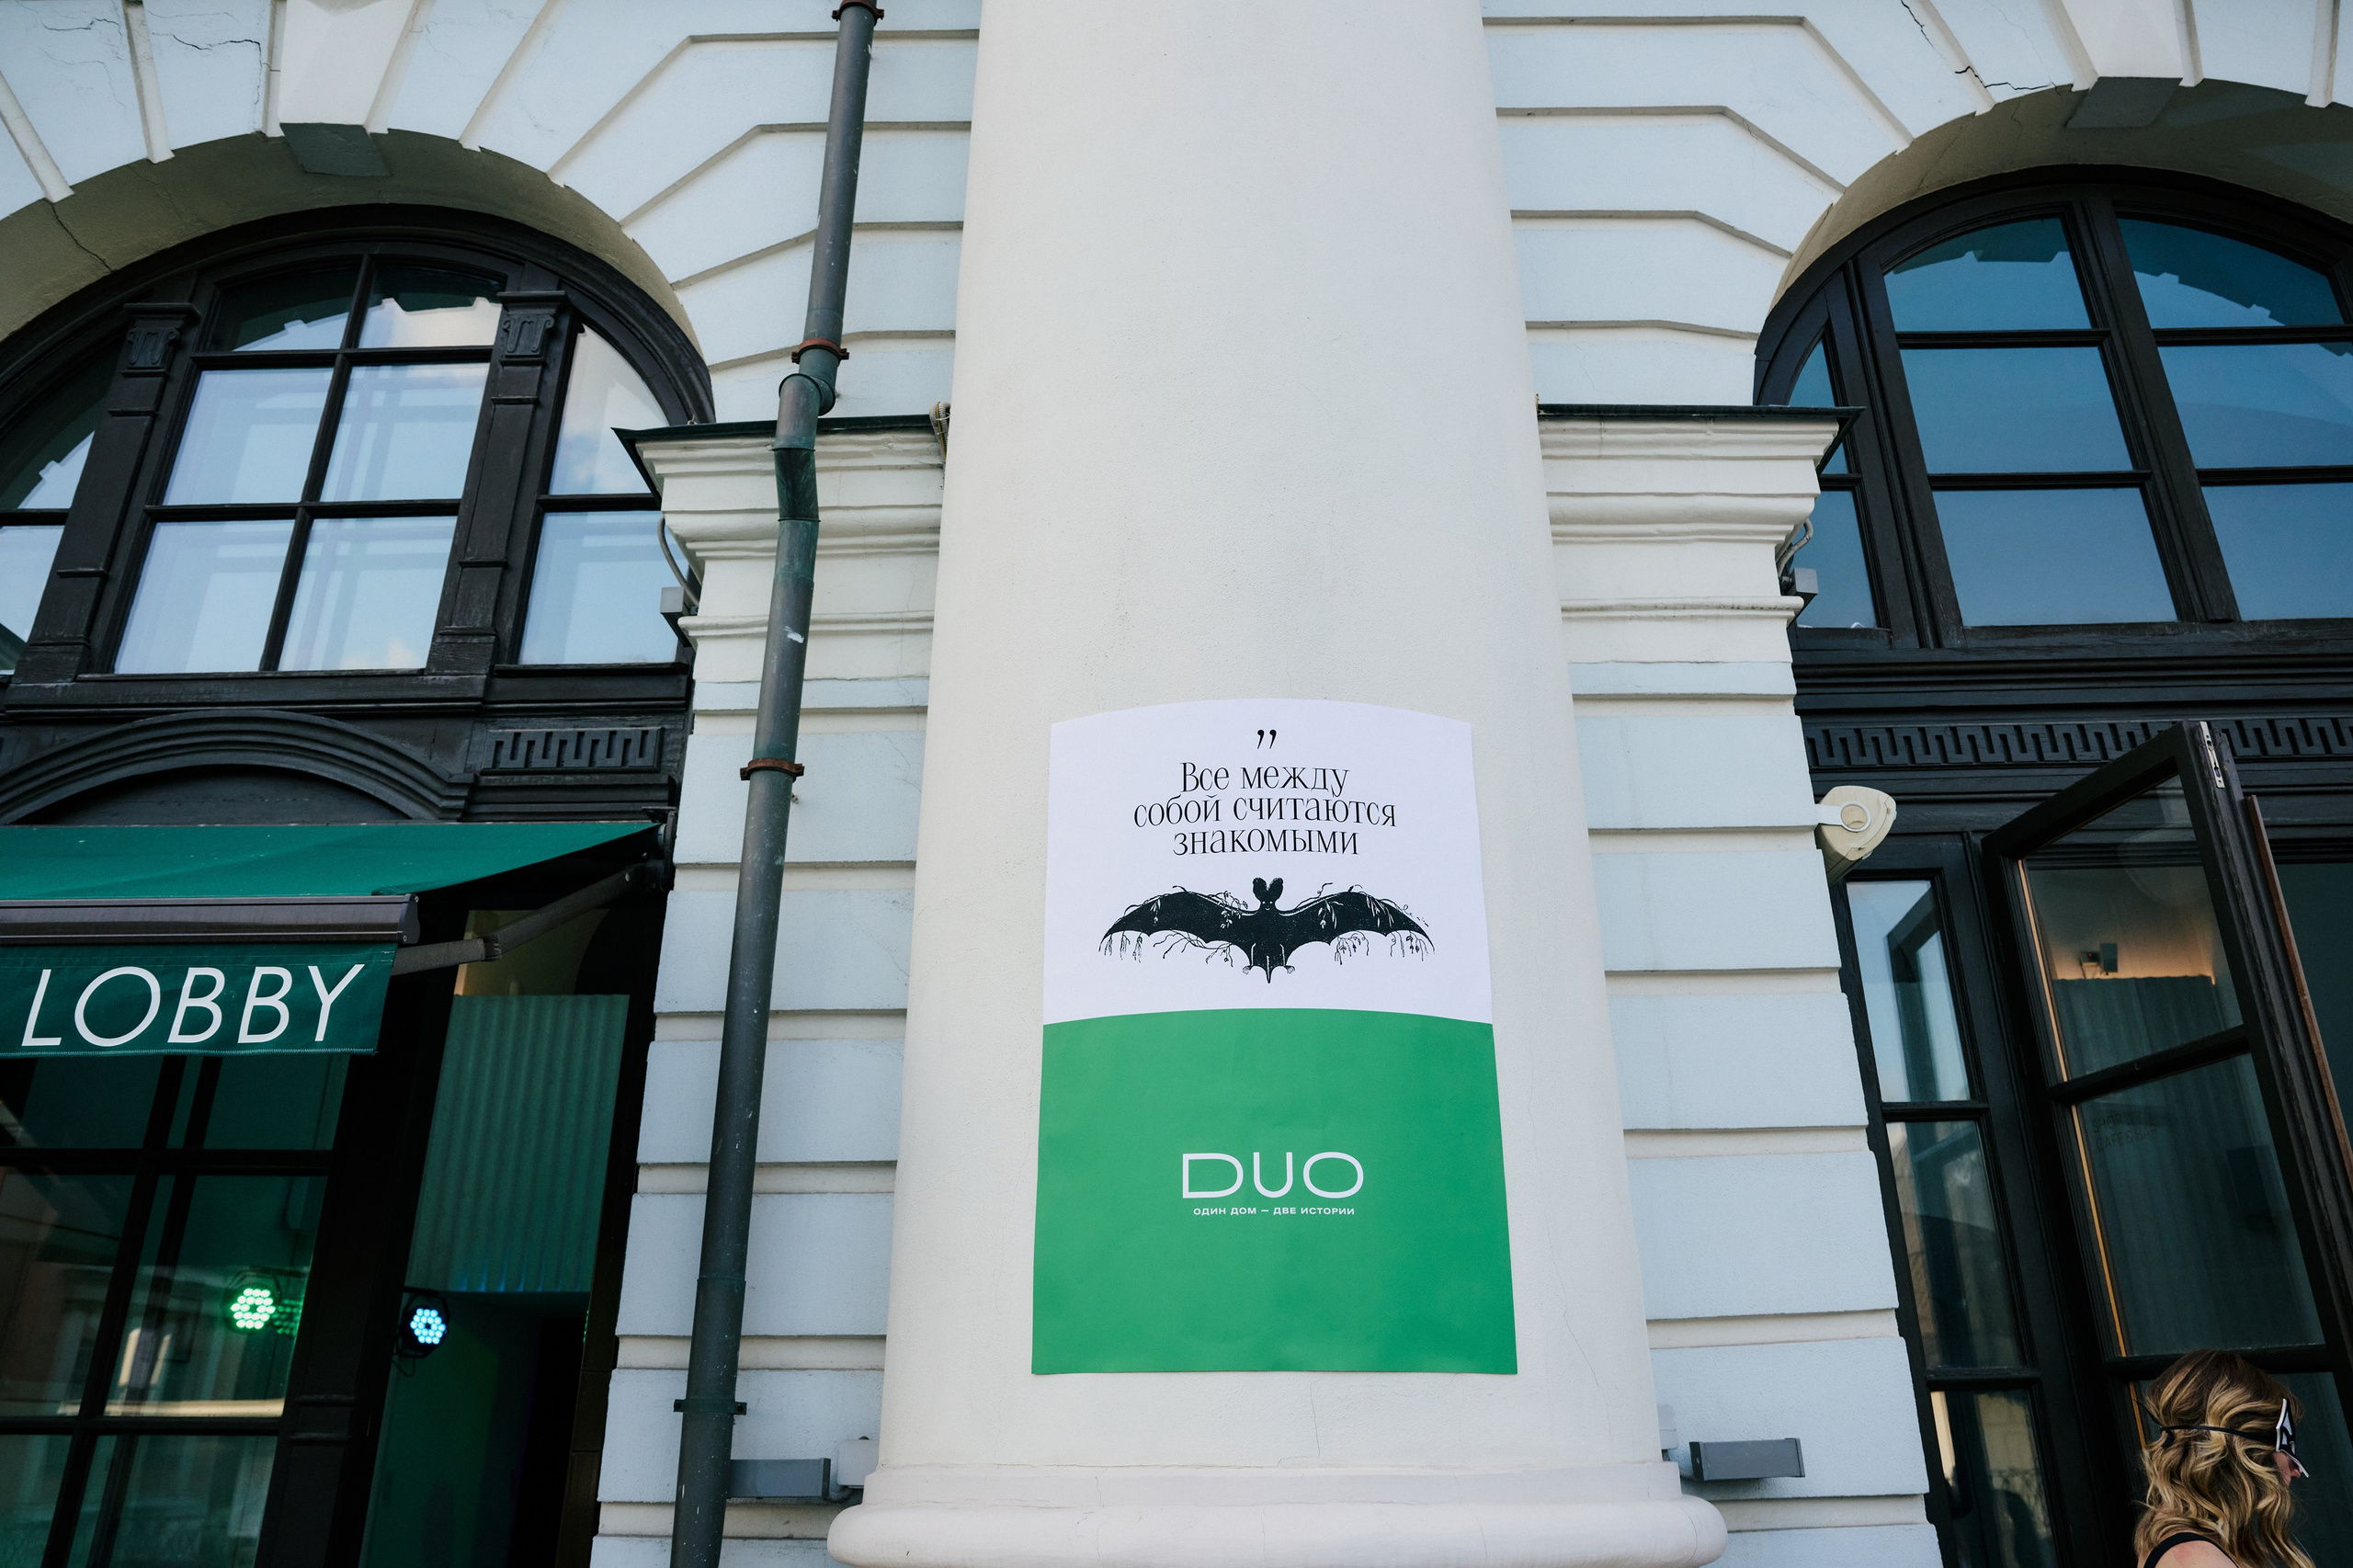 ”
Все между
собой считаются
знакомыми
LOBBY
DUO
ОДИН ДОМ — ДВЕ ИСТОРИИ